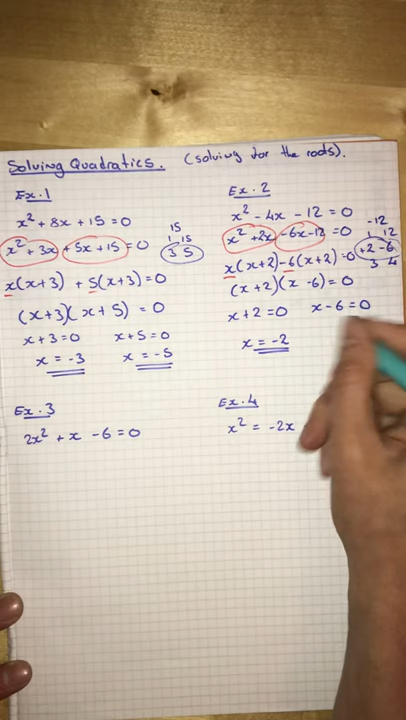 Solving Quadratics. (solving for the roots).
Ex.1
x² + 8x + 15 = 0
15
1 15
3 5
x² + 3x + 5x + 15 = 0
x(x+3) + 5(x+3) = 0
(x+3)(x+5) = 0
x+3=0 x+5=0
x = -3 x = -5
Ex.2
x² - 4x - 12 = 0
-12
1 12
+2 -6
3 4
x² + 2x - 6x - 12 = 0
x(x+2) - 6(x+2) = 0
(x+2)(x-6) = 0
x+2=0 x-6=0
x = -2
Ex.3
2x² + x - 6 = 0
Ex.4
x² = -2x